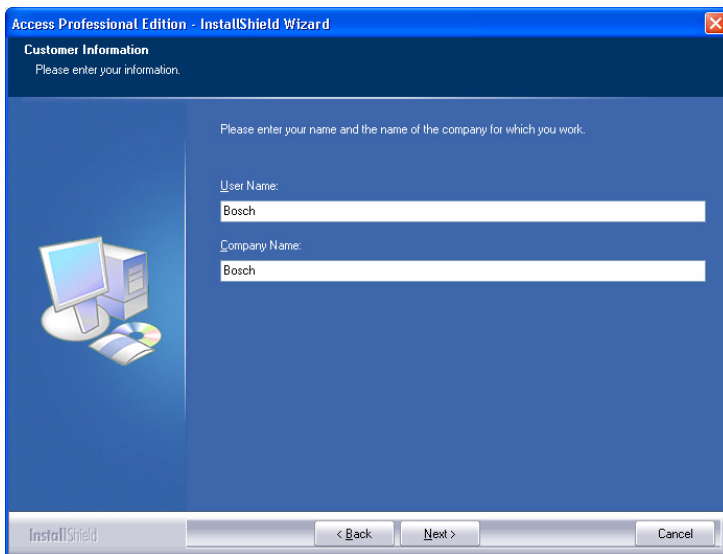 Access Professional Edition - InstallShield Wizard
Customer Information
Please enter your information.
Please enter your name and the name of the company for which you work.
User Name:
Bosch
Company Name:
Bosch
InstallShield
< Back
Next >
Cancel